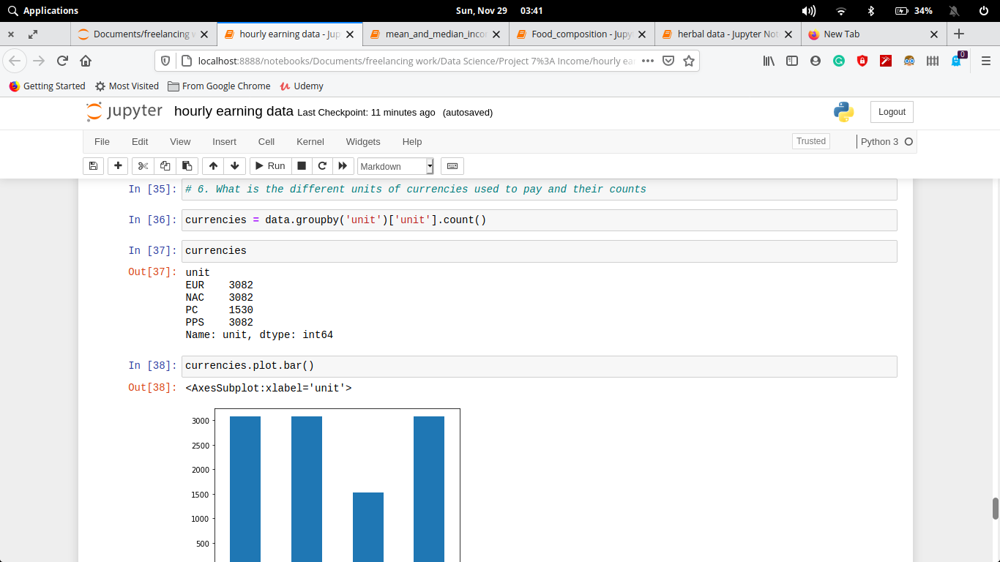 Applications
Sun, Nov 29 03:41
34%
Documents/freelancing w
hourly earning data - Jup
mean_and_median_inco
Food_composition - Jupy
herbal data - Jupyter Not
New Tab
localhost:8888/notebooks/Documents/freelancing work/Data Science/Project 7%3A Income/hourly ea
0
Getting Started
Most Visited
From Google Chrome
Udemy
jupyter
hourly earning data Last Checkpoint: 11 minutes ago (autosaved)
Logout
File Edit View Insert Cell Kernel Widgets Help
Trusted
Python 3
Run
Markdown
In [35]: # 6. What is the different units of currencies used to pay and their counts
In [36]: currencies = data.groupby('unit')['unit'].count()
In [37]: currencies
Out[37]: unit
EUR 3082
NAC 3082
PC 1530
PPS 3082
Name: unit, dtype: int64
In [38]: currencies.plot.bar()
Out[38]: <AxesSubplot:xlabel='unit'>
3000
2500
2000
1500
1000
500